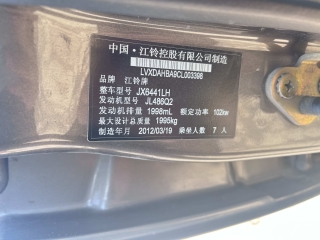 中国·江铃控股有限公司制造
LVXDAHBA9CL003398
品牌 江铃牌
整车型号 JX6441LH
发动机型号 JL486Q2
发动机排量 1998mL 额定功率 102kw
最大设计总质量 1995kg
制造年月 2012/03/19 乘坐人数 7 人